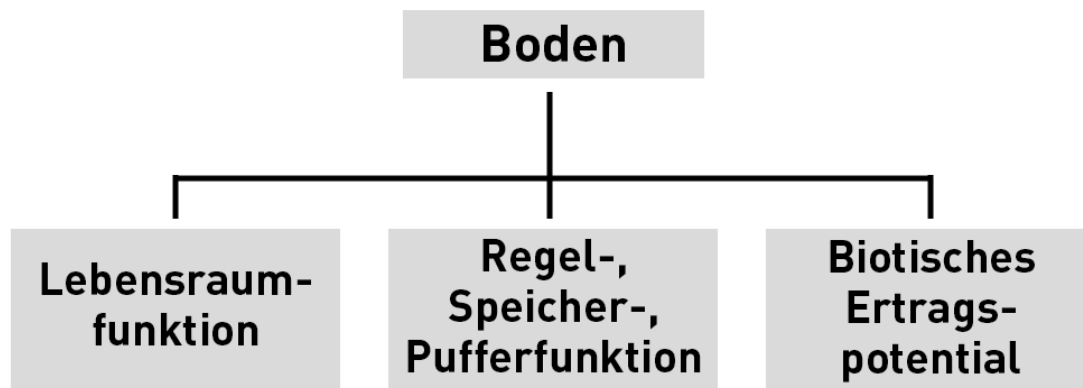 Boden
Lebensraum-
funktion
Regel-,
Speicher-,
Pufferfunktion
Biotisches
Ertrags-
potential